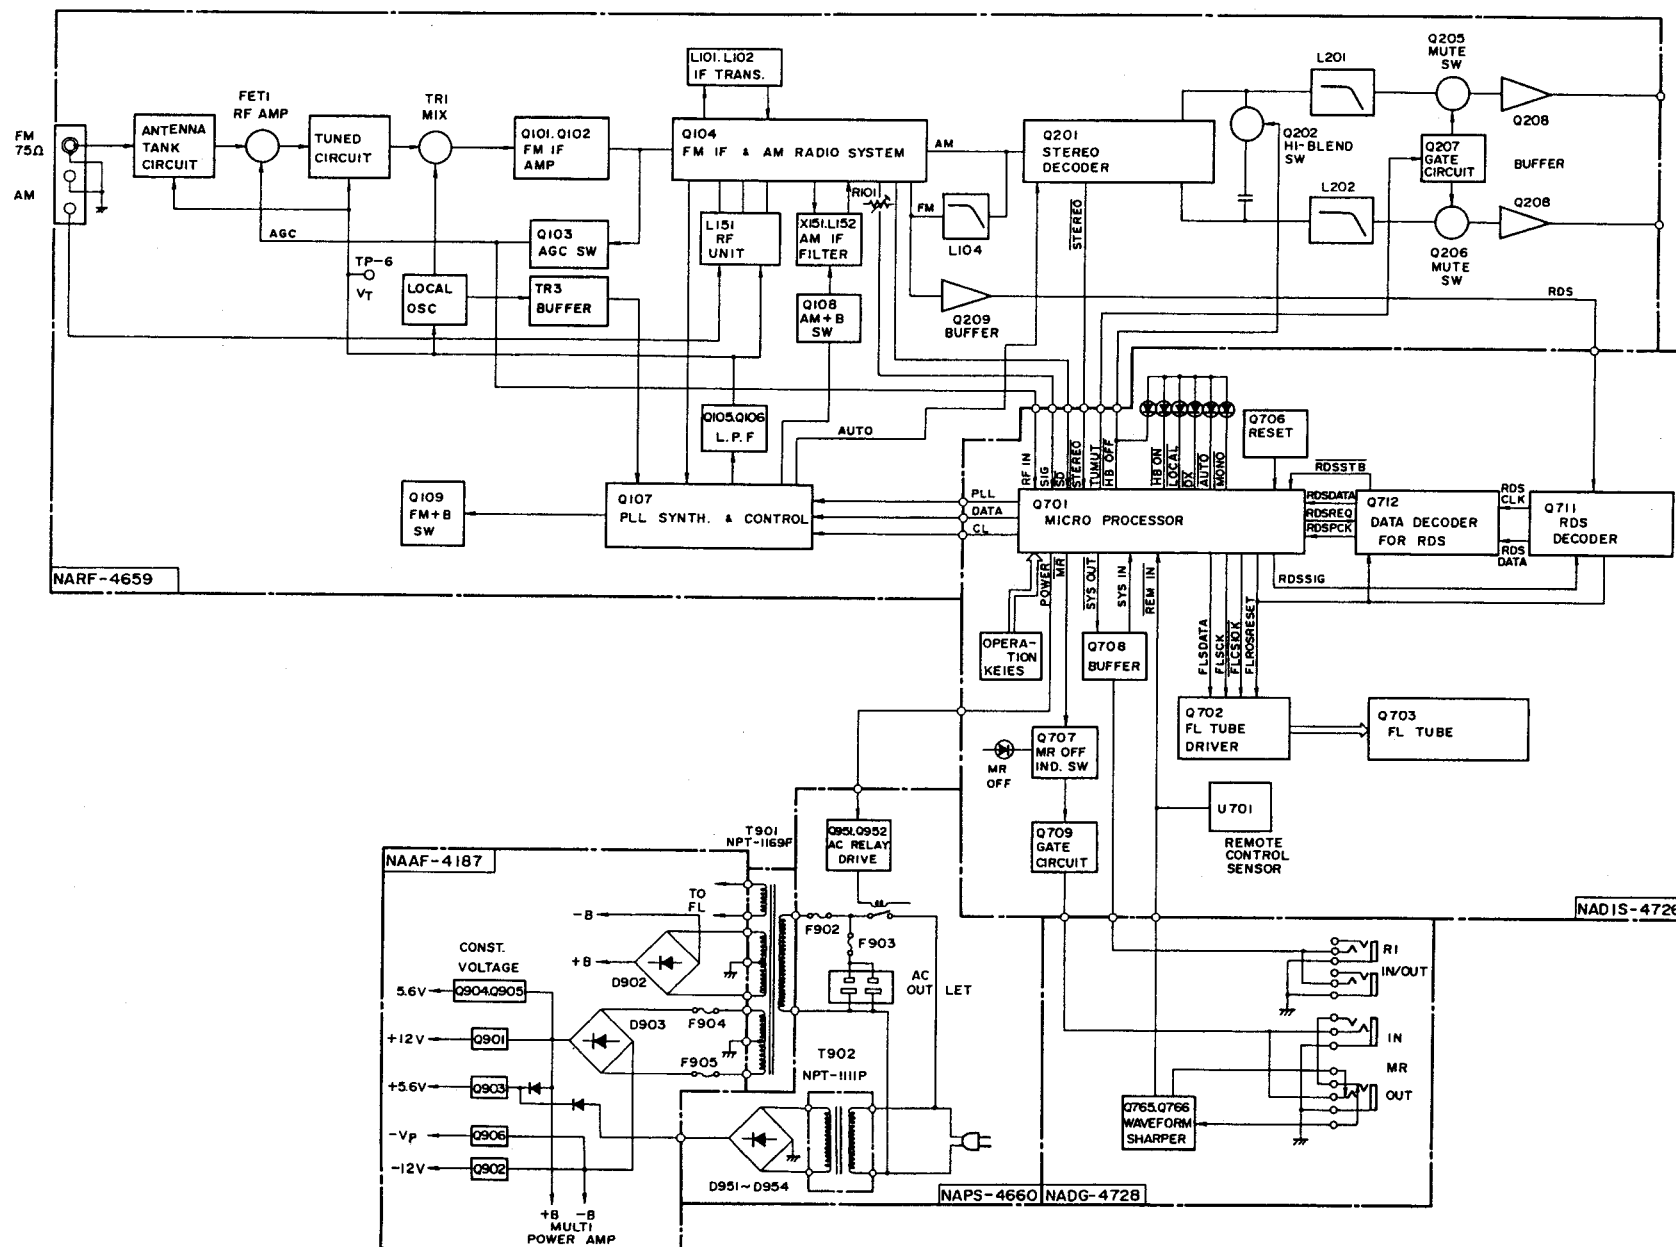 FM
75Ω
AM
ANTENNA
TANK
CIRCUIT
FET1
RF AMP
TUNED
CIRCUIT
TR1
MIX
Q101.Q102
FM IF
AMP
L101.L102
IF TRANS.
Q104
FM IF & AM RADIO SYSTEM
AM
Q201
STEREO
DECODER
L201
Q202
HI-BLEND
SW
L202
Q205
MUTE
SW
Q207
GATE
CIRCUIT
Q206
MUTE
SW
Q208
BUFFER
Q208
AGC
Q103
AGC SW
TP-6
VT
LOCAL
OSC
TR3
BUFFER
L151
RF
UNIT
X151.L152
AM IF
FILTER
R101
FM
L104
Q108
AM+B
SW
Q209
BUFFER
STEREO
RDS
Q105.Q106
L.P.F
AUTO
Q109
FM+B
SW
Q107
PLL SYNTH. & CONTROL
PLL
DATA
CL
NARF-4659
RF IN
SIG
SD
STEREO
TUMUT
HB OFF
HB ON
LOCAL
DX
AUTO
MONO
Q706
RESET
Q701
MICRO PROCESSOR
RDSSTB
RDSDATA
RDSREQ
RDSPCK
Q712
DATA DECODER
FOR RDS
RDS
CLK
RDS
DATA
Q711
RDS
DECODER
RDSSIG
POWER
MR
SYS OUT
SYS IN
REM IN
FLSDATA
FLSCK
FLCSIOK
FLROSRESET
OPERA-
TION
KEIES
Q708
BUFFER
Q702
FL TUBE
DRIVER
Q703
FL TUBE
MR
OFF
Q707
MR OFF
IND. SW
Q709
GATE
CIRCUIT
U701
REMOTE
CONTROL
SENSOR
NADIS-4726
T901
NPT-1169P
Q951.Q952
AC RELAY
DRIVE
NAAF-4187
TO
FL
-B
+B
D902
CONST.
VOLTAGE
5.6V
Q904.Q905
+12V
Q901
D903
F904
F905
+5.6V
Q903
-VP
Q906
-12V
Q902
+B
-B
MULTI
POWER AMP
F902
F903
AC
OUT LET
T902
NPT-1111P
D951~D954
NAPS-4660
NADG-4728
RI
IN/OUT
IN
MR
OUT
Q765.Q766
WAVEFORM
SHARPER